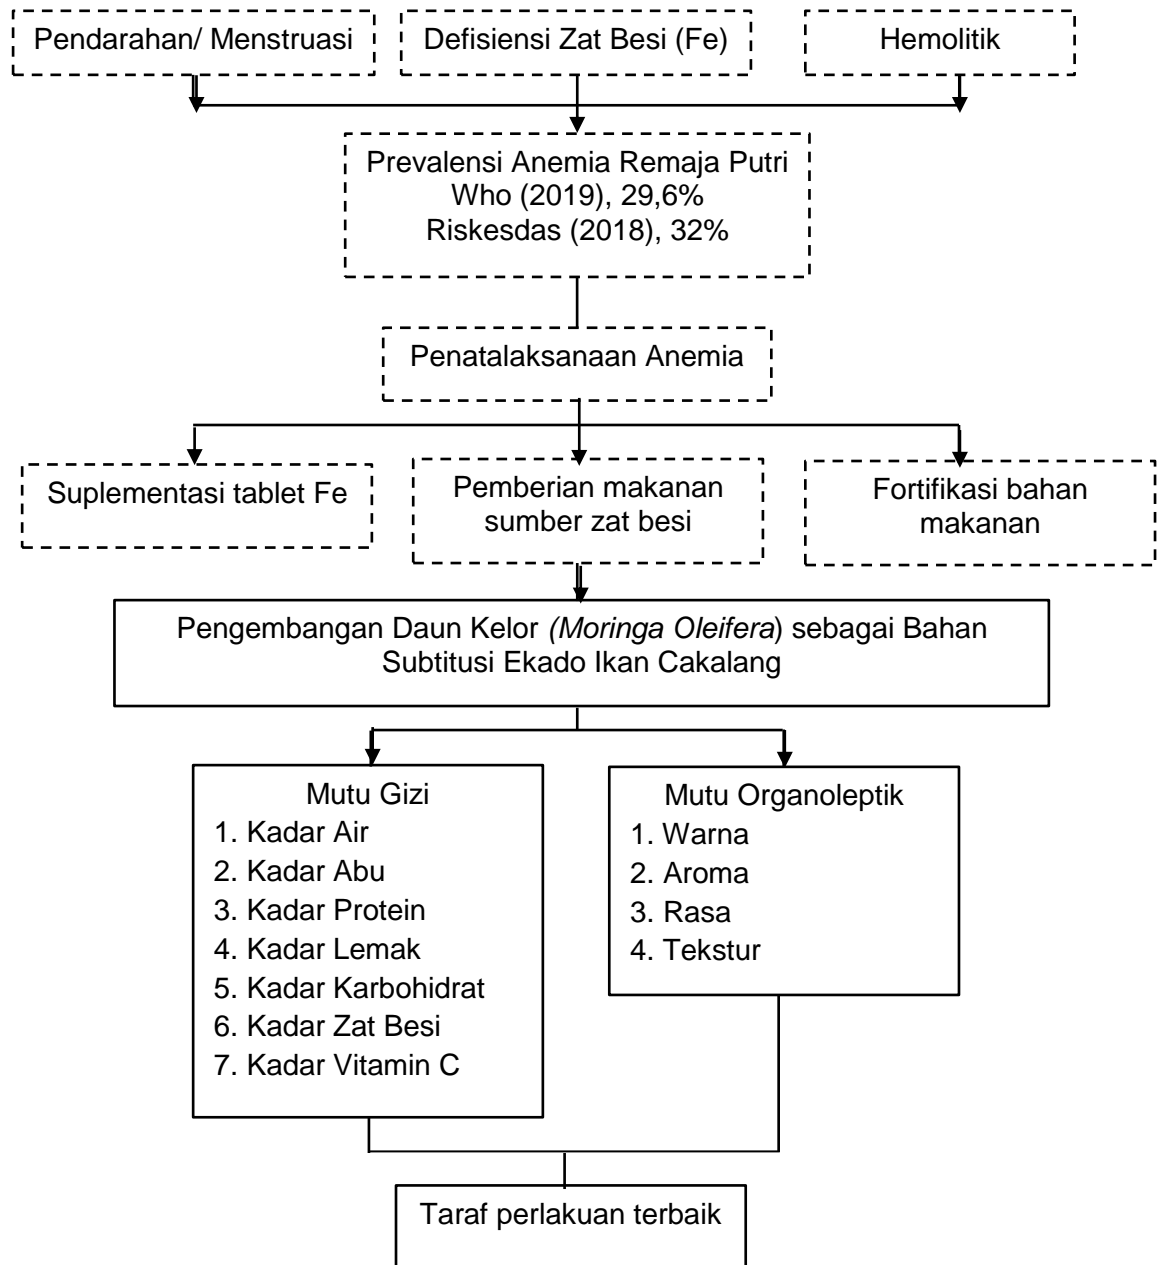 Pendarahan/ Menstruasi
Defisiensi Zat Besi (Fe)
Hemolitik
Prevalensi Anemia Remaja Putri
Who (2019), 29,6%
Riskesdas (2018), 32%
Penatalaksanaan Anemia
Suplementasi tablet Fe
Pemberian makanan
sumber zat besi
Fortifikasi bahan
makanan
Pengembangan Daun Kelor (Moringa Oleifera) sebagai Bahan
Subtitusi Ekado Ikan Cakalang
Mutu Gizi
1. Kadar Air
2. Kadar Abu
3. Kadar Protein
4. Kadar Lemak
5. Kadar Karbohidrat
6. Kadar Zat Besi
7. Kadar Vitamin C
Mutu Organoleptik
1. Warna
2. Aroma
3. Rasa
4. Tekstur
Taraf perlakuan terbaik